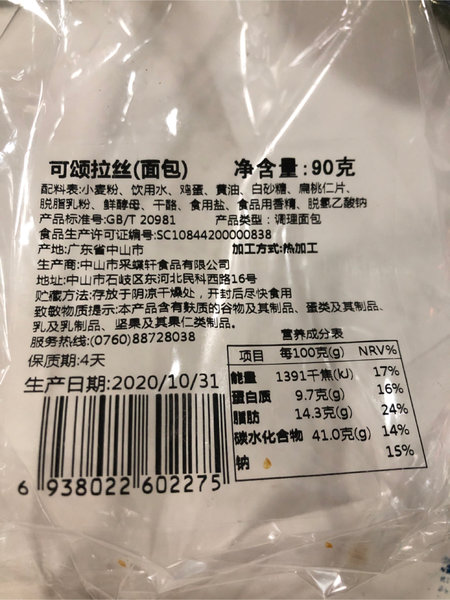 可颂拉丝(面包) 净含量:90克
配料表:小麦粉、饮用水、鸡蛋、黄油、白砂糖、扁桃仁片、
脱脂乳粉、鲜酵母、干酪、食用盐、食用香精、脱氢乙酸钠
产品标准号:GB/T 20981 产品类型:调理面包
食品生产许可证编号:SC10844200000838
产地:广东省中山市 加工方式:热加工
生产商:中山市采蝶轩食品有限公司
地址:中山市石岐区东河北民科西路16号
贮藏方法:存放于阴凉干燥处,开封后尽快食用
致敏物质提示:本产品含有麸质的谷物及其制品、蛋类及其制品、
乳及乳制品、坚果及其果仁类制品。
服务热线:(0760)88728038
保质期:4天
生产日期:2020/10/31
6 938022 602275
营养成分表
项目 每100克(g) NRV%
能量 1391千焦(kJ) 17%
蛋白质 9.7克(g) 16%
脂肪 14.3克(g) 24%
碳水化合物 41.0克(g) 14%
钠 15%